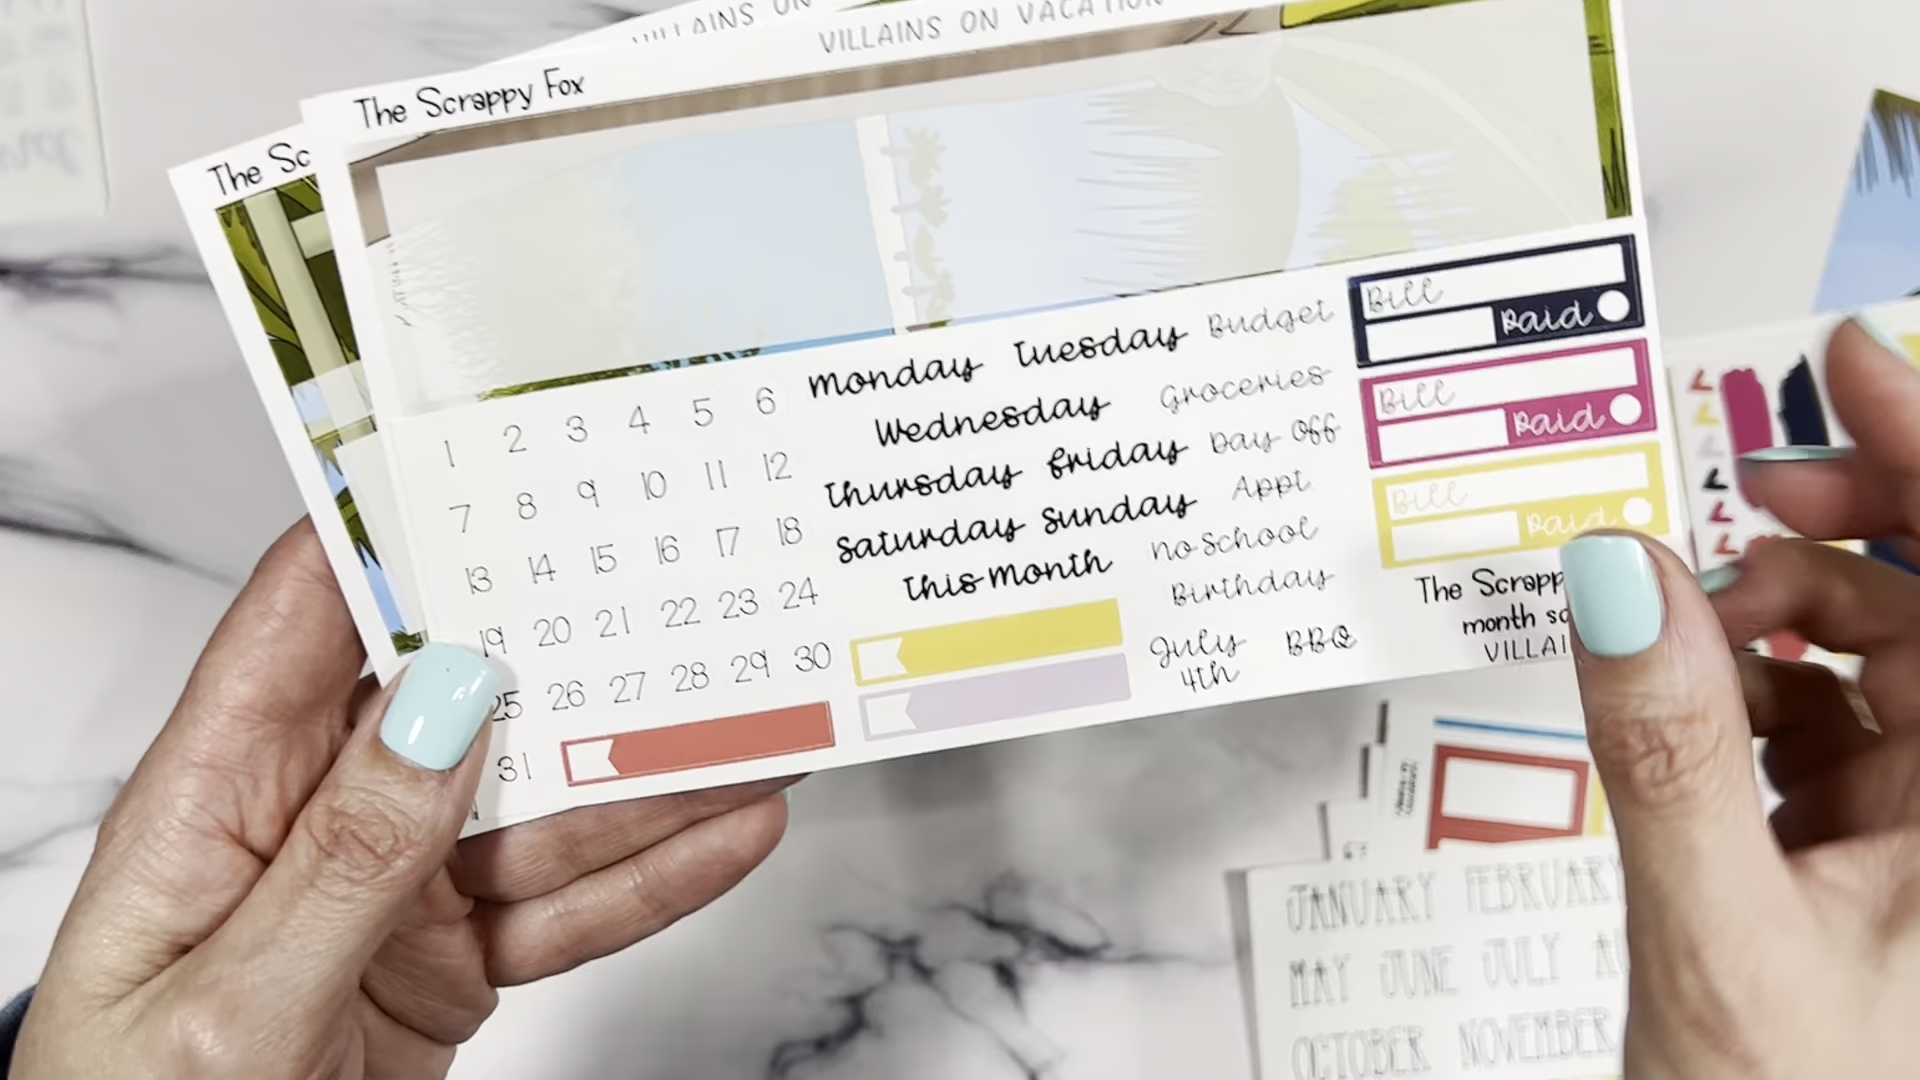 VILLAINS ON
The Scrappy Fox
VILLAINS ON VACATION
The Sc
1 2 3 4 5 6
7 8 9 10 11 12
13 14 15 16 17 18
19 20 21 22 23 24
25 26 27 28 29 30
31
Monday Tuesday
Wednesday
Thursday Friday
Saturday Sunday
This Month
Budget
Groceries
Day Off
Appt.
No School
Birthday
July 4th
BBQ
Bill
Paid
Bill
Paid
Bill
Paid
The Scrapp
month
VILLAI
JANUARY FEBRUARY
MAY JUNE JULY
OCTOBER NOVEMBER